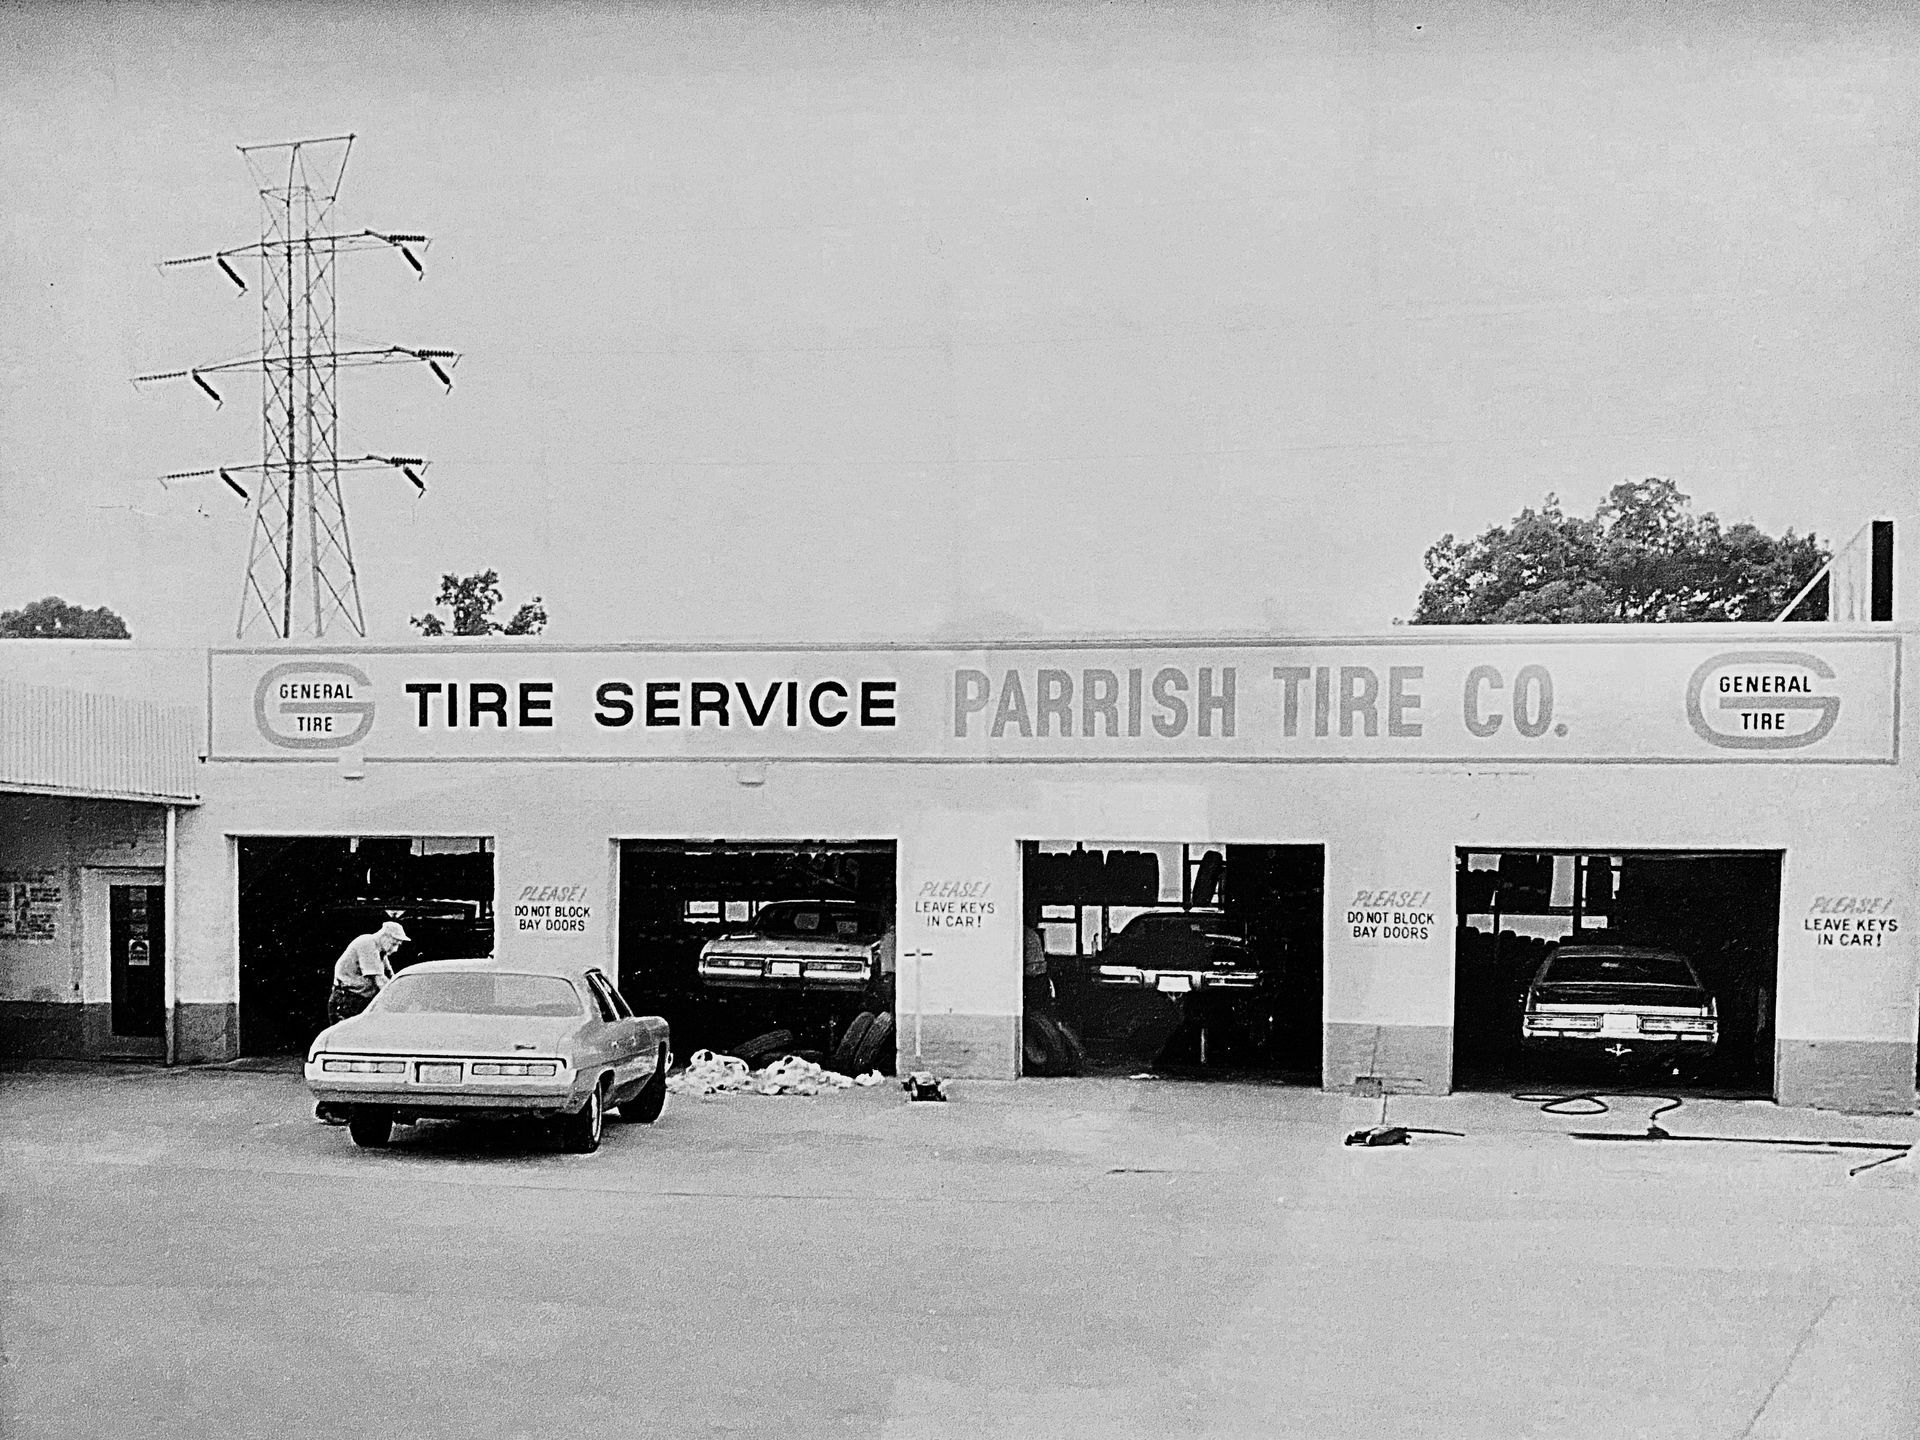 GENERAL
TIRE
TIRE SERVICE PARRISH TIRE CO.
GENERAL
TIRE
PLEASE!
DO NOT BLOCK
BAY DOORS
PLEASE!
LEAVE KEYS
IN CAR!
PLEASE!
DO NOT BLOCK
BAY DOORS
PLEASE!
LEAVE KEYS
IN CAR!